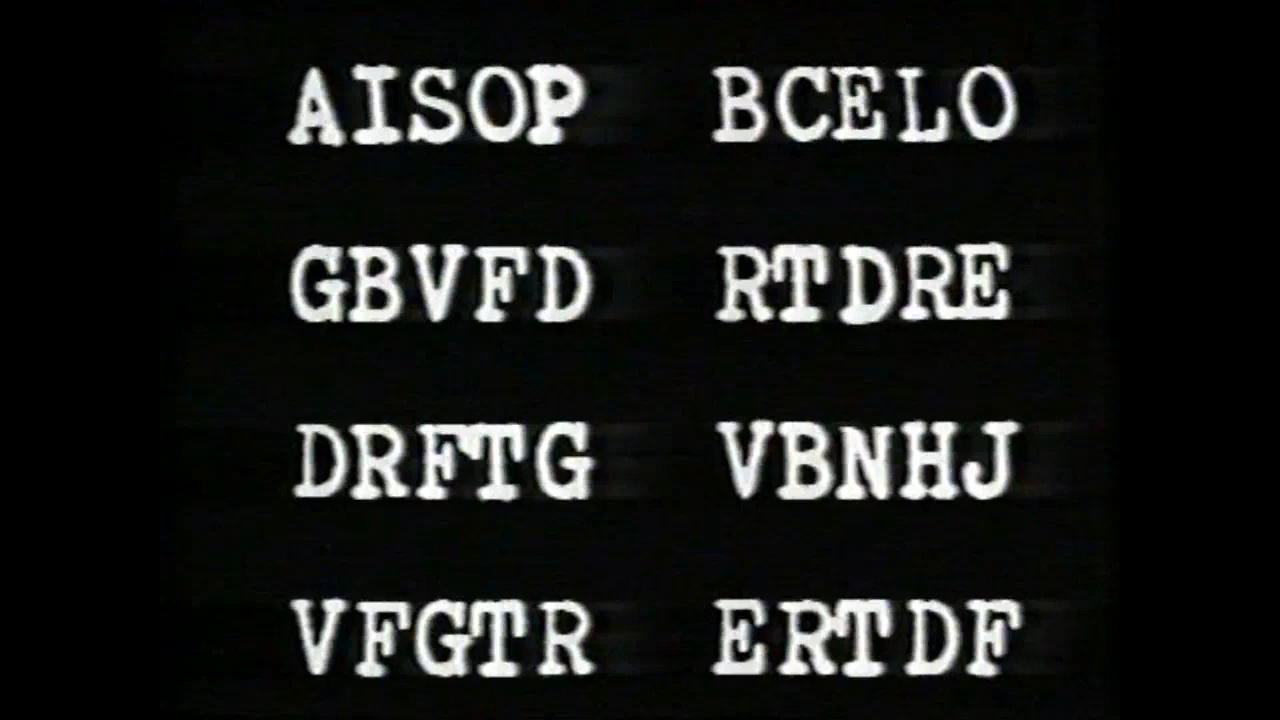 AISOP BCELO
GBVFD RTDRE
DRFTG VBNHJ
VFGTR ERTDF